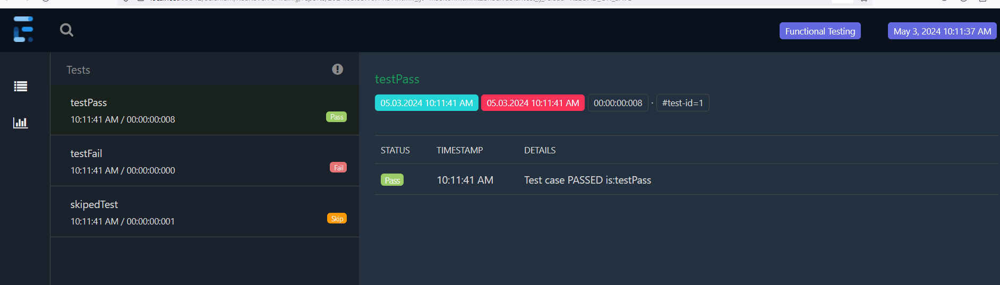 Functional Testing
May 3, 2024 10:11:37 AM
Tests
testPass
10:11:41 AM / 00:00:00:008
Pass
testFail
10:11:41 AM / 00:00:00:000
Fail
skipedTest
10:11:41 AM / 00:00:00:001
Skip
testPass
05.03.2024 10:11:41 AM 05.03.2024 10:11:41 AM 00:00:00:008 · #test-id=1
STATUS TIMESTAMP DETAILS
Pass 10:11:41 AM Test case PASSED is:testPass